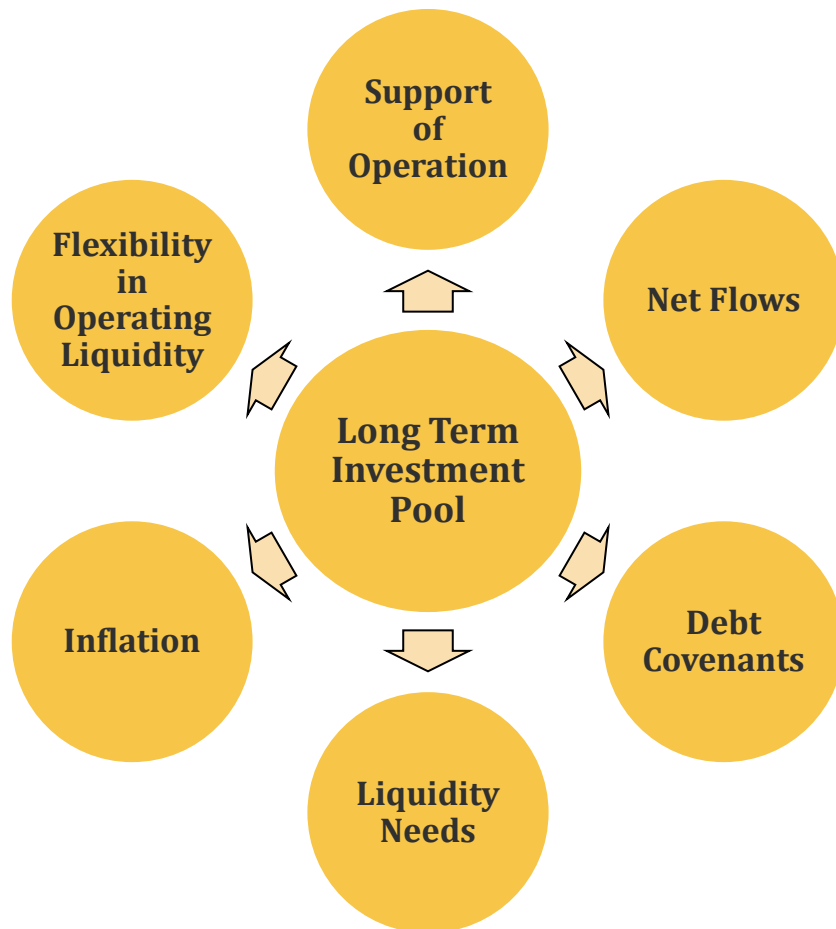 Support
of
Operation
Flexibility
in
Operating
Liquidity
Net Flows
Long Term
Investment
Pool
Inflation
Debt
Covenants
Liquidity
Needs